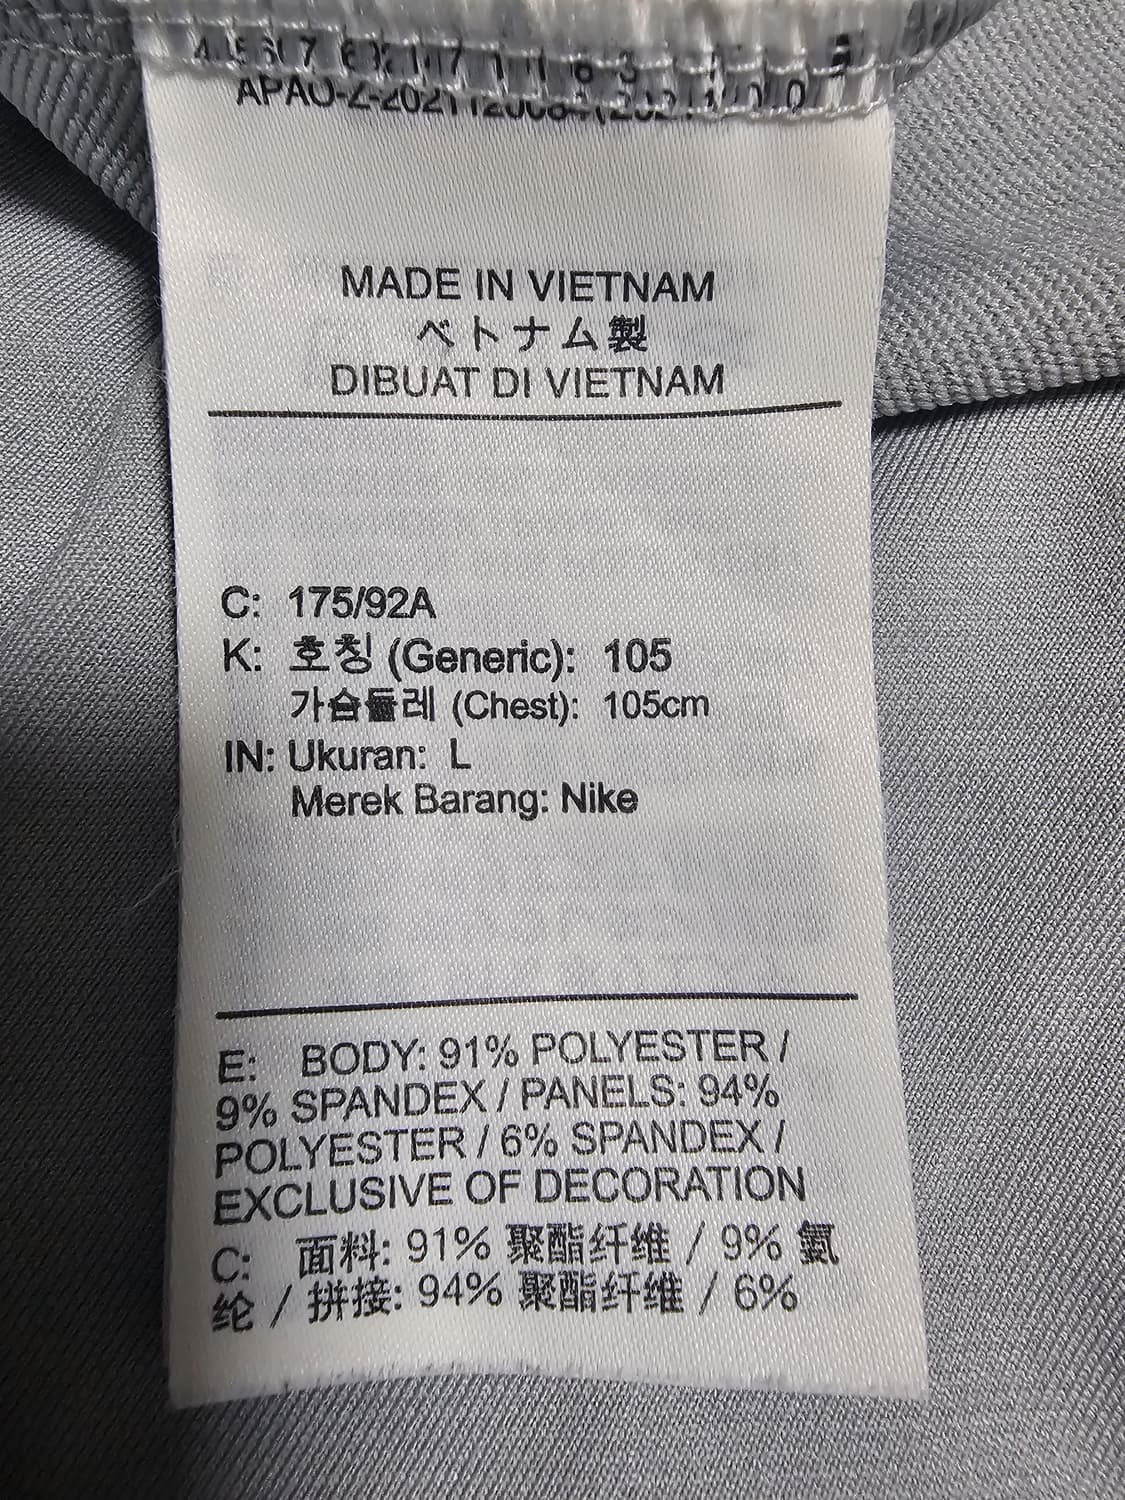 MADE IN VIETNAM
ベトナム製
DIBUAT DI VIETNAM
C: 175/92A
K: 호칭 (Generic): 105
가슴둘레 (Chest): 105cm
IN: Ukuran: L
Merek Barang: Nike
E: BODY: 91% POLYESTER /
9% SPANDEX / PANELS: 94%
POLYESTER / 6% SPANDEX /
EXCLUSIVE OF DECORATION
C: 面料: 91% 聚酯纤维 / 9% 氨
纶 / 拼接: 94% 聚酯纤维 / 6%